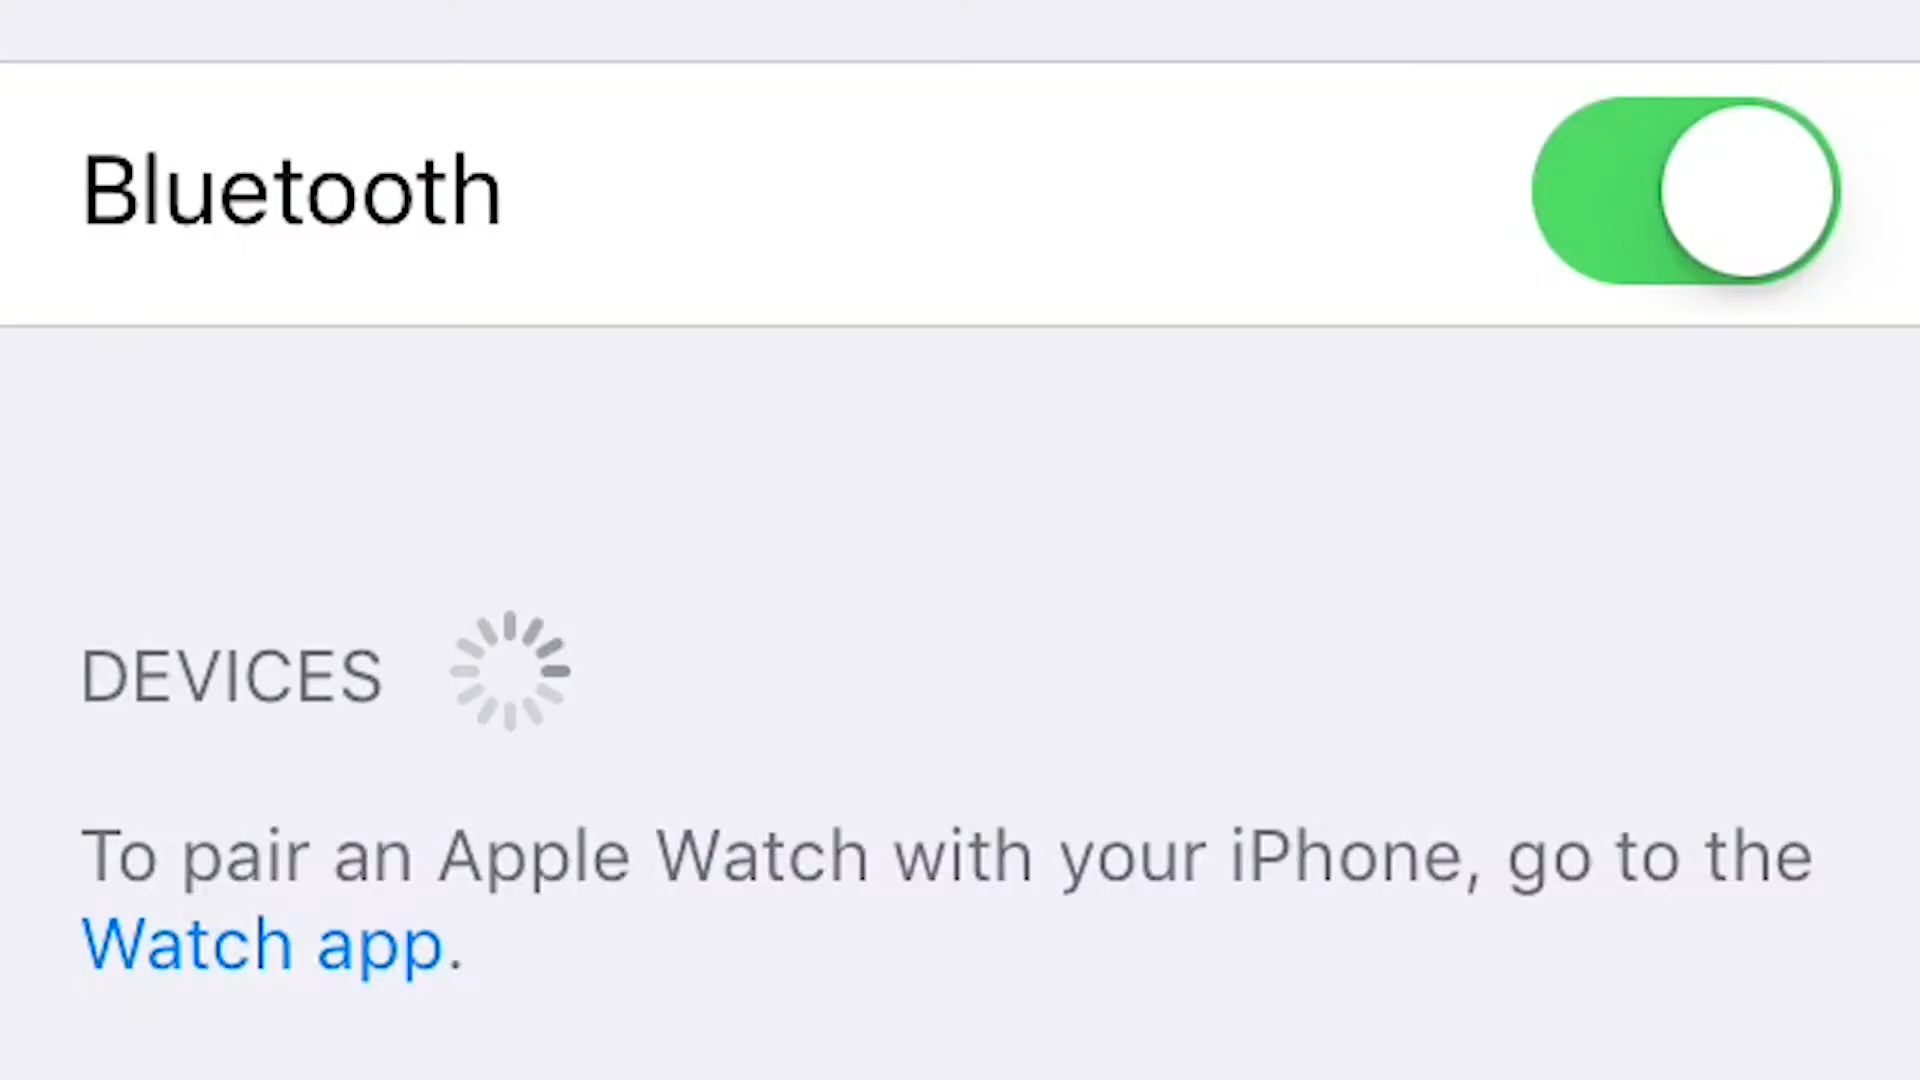 Bluetooth
DEVICES
To pair an Apple Watch with your iPhone, go to the
Watch app.